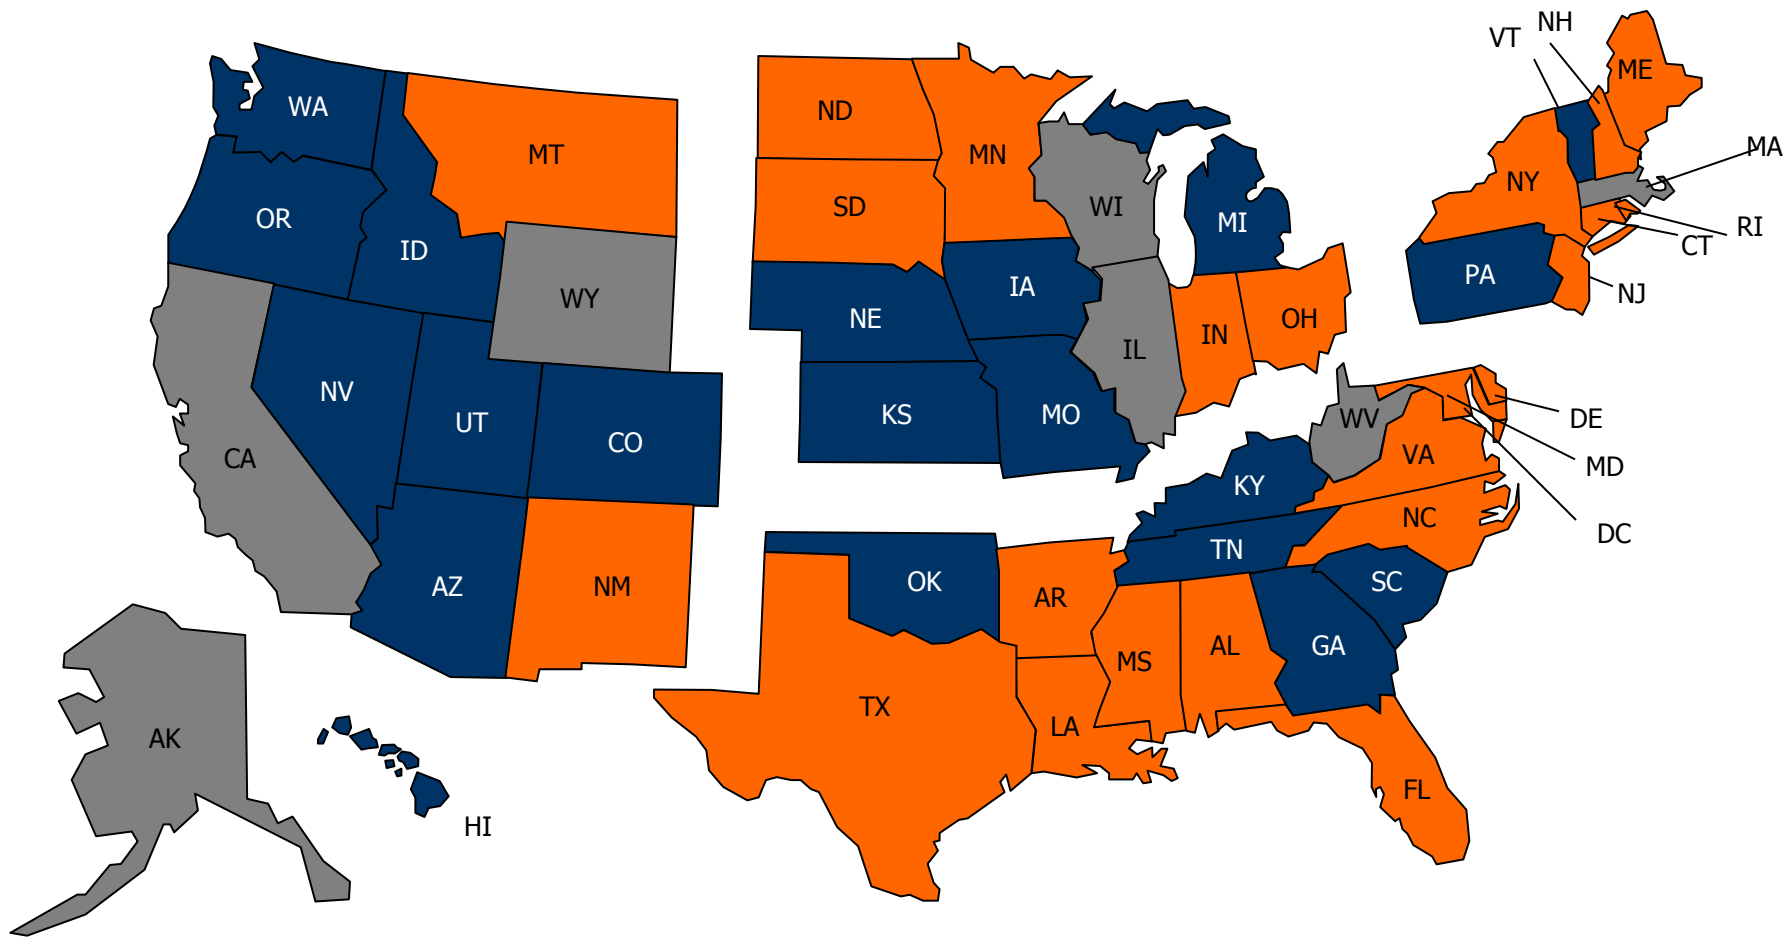 NH
VT
ME
WA
ND
MT
MN
MA
NY
SD
WI
OR
MI
RI
ID
CT
PA
IA
NJ
WY
NE
OH
IN
IL
NV
KS
MO
WV
DE
UT
CO
CA
VA
MD
KY
NC
DC
TN
OK
SC
AZ
NM
AR
GA
AL
MS
TX
LA
AK
FL
HI